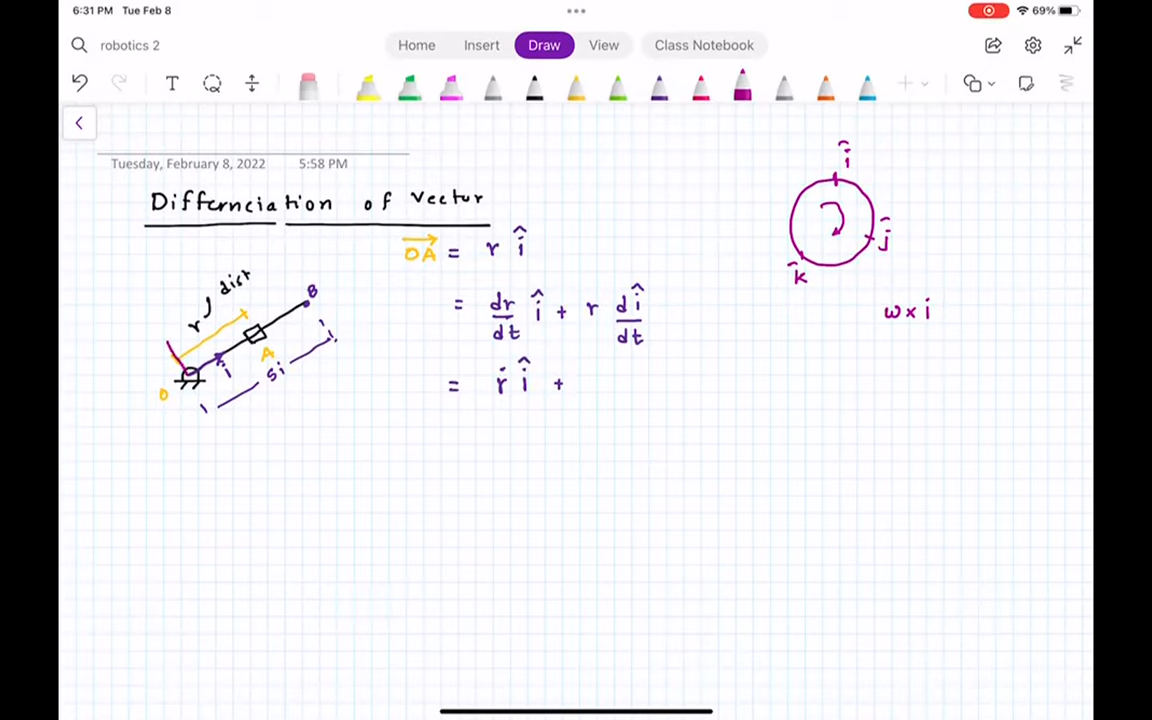 6:31 PM Tue Feb 8
69%
robotics 2
Home Insert Draw View Class Notebook
T
Tuesday, February 8, 2022 5:58 PM
Differnciation of vector
OA = r î
= dr/dt î + r dî/dt
= ṙ î +
î
ĵ
k̂
ω × i
r dist
B
A
i
5i
O